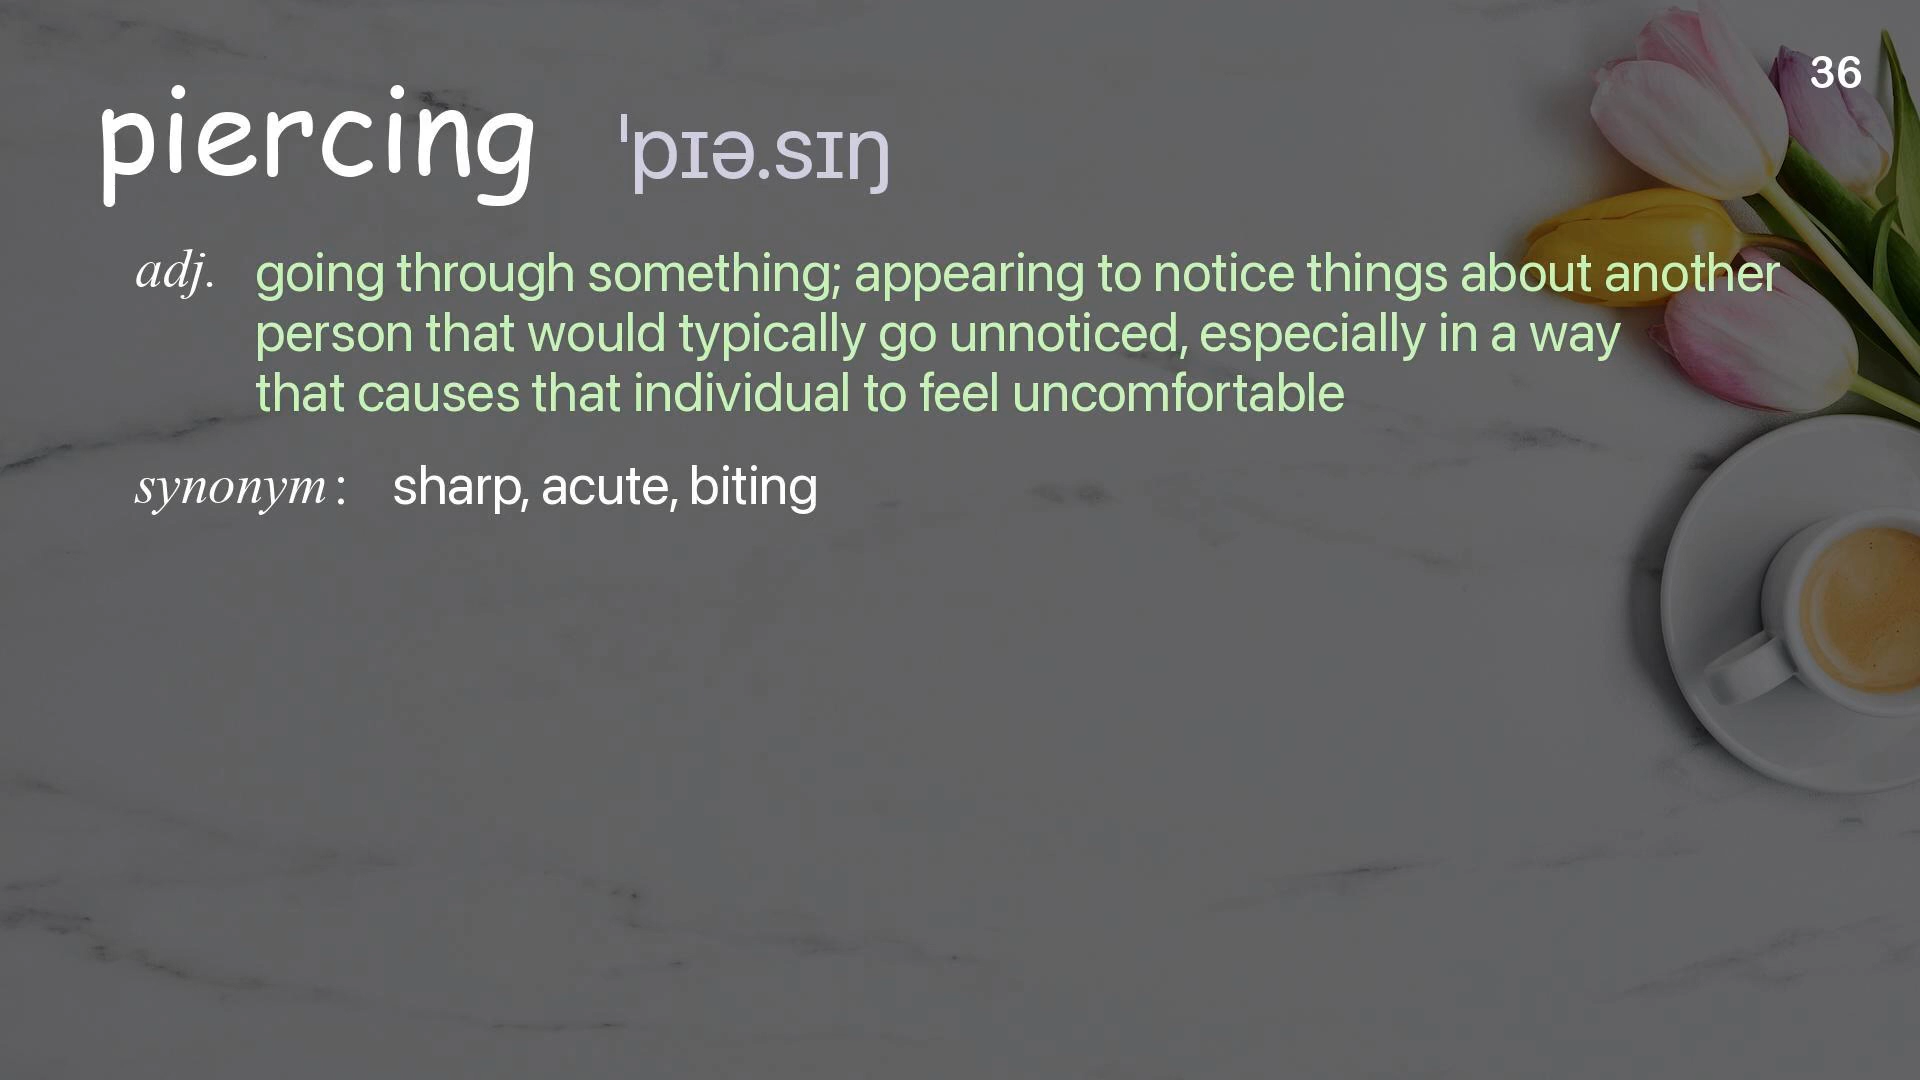 36
piercing ˈpɪə.sɪŋ
adj. going through something; appearing to notice things about another
person that would typically go unnoticed, especially in a way
that causes that individual to feel uncomfortable
synonym : sharp, acute, biting